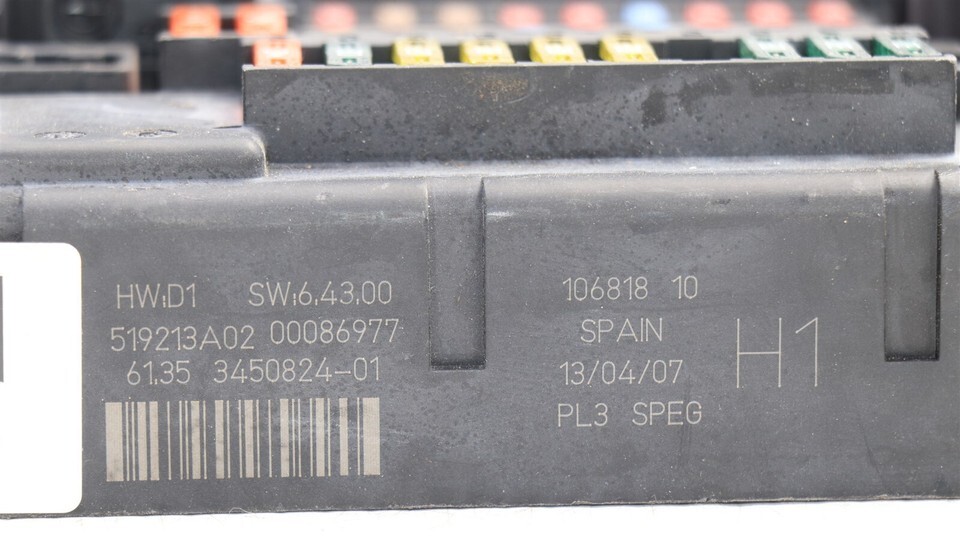 HW:D1 SW:6.43.00
519213A02 00086977
61.35 3450824-01
106818 10
SPAIN
13/04/07
PL3 SPEG
H1